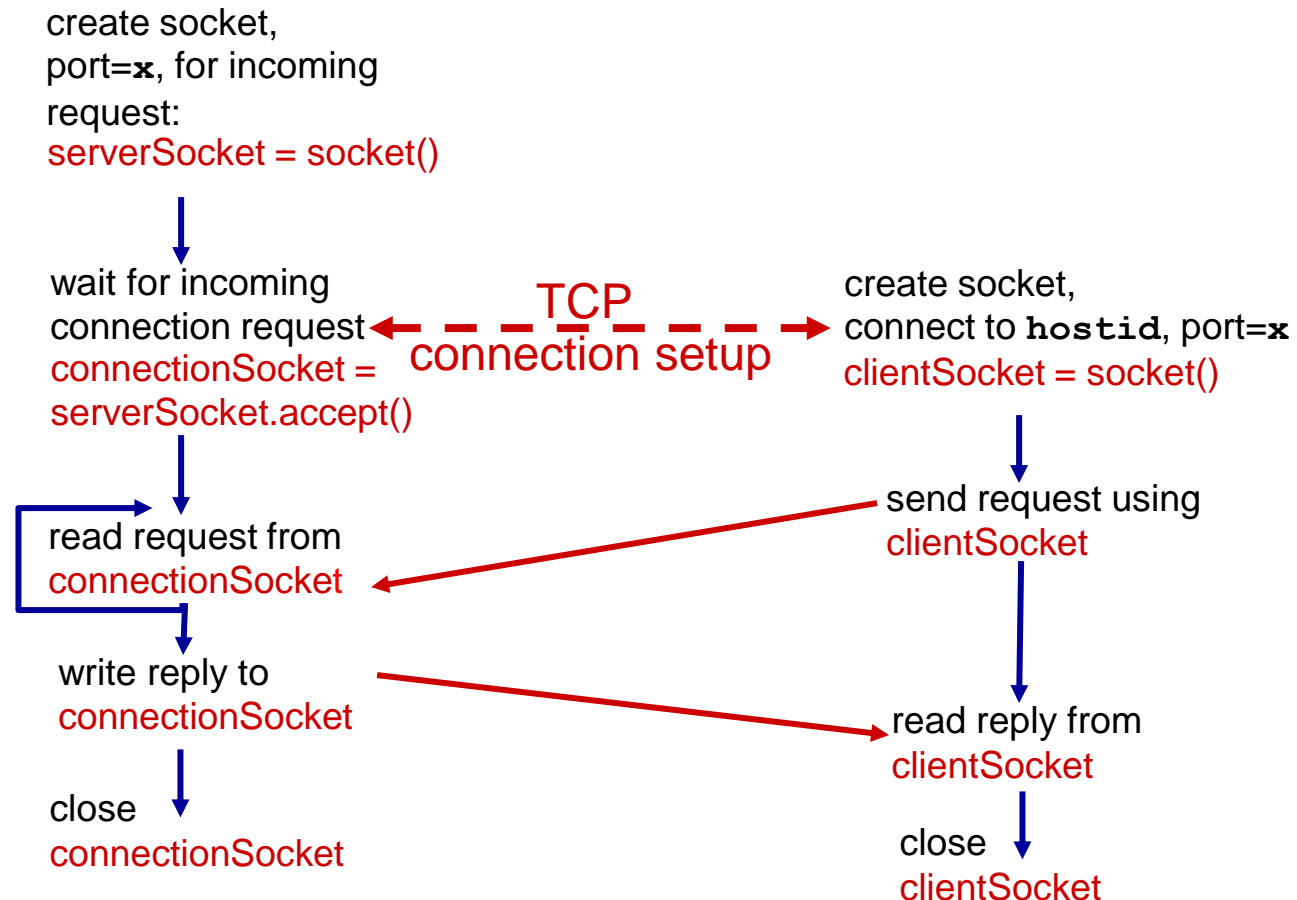 create socket,
port=x, for incoming
request:
serverSocket = socket()
wait for incoming
connection request
connectionSocket =
serverSocket.accept()
TCP
connection setup
create socket,
connect to hostid, port=x
clientSocket = socket()
send request using
clientSocket
read request from
connectionSocket
write reply to
connectionSocket
read reply from
clientSocket
close
connectionSocket
close
clientSocket